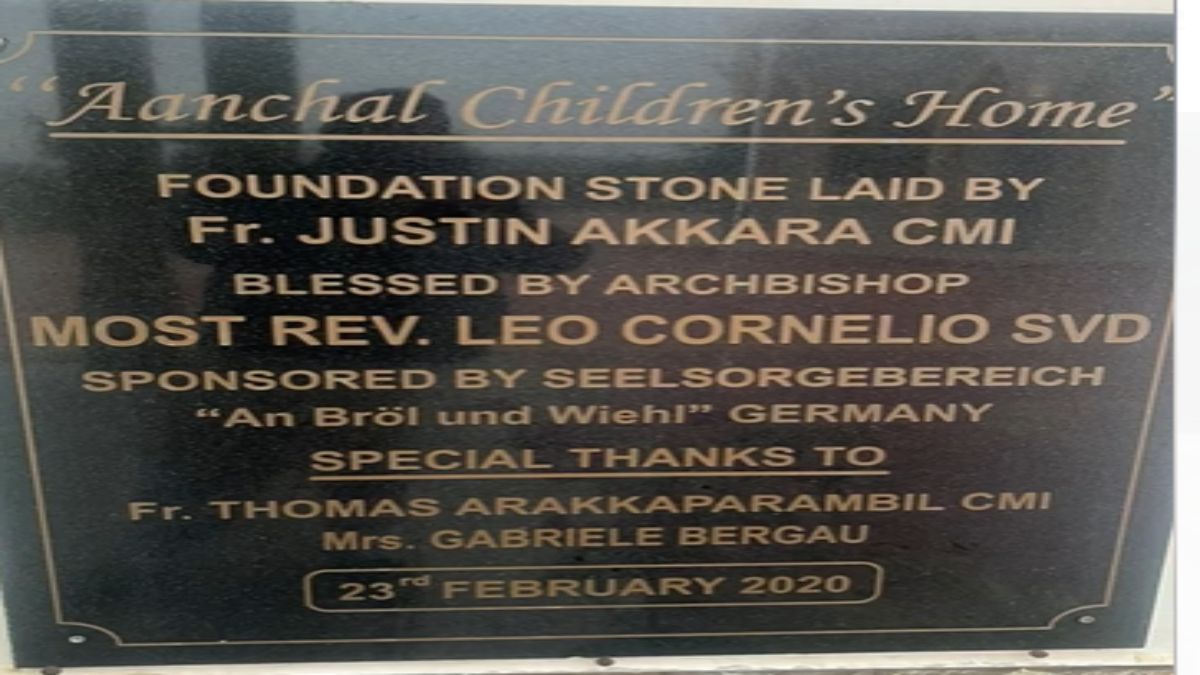 “Aanchal Children’s Home”
FOUNDATION STONE LAID BY
Fr. JUSTIN AKKARA CMI
BLESSED BY ARCHBISHOP
MOST REV. LEO CORNELIO SVD
SPONSORED BY SEELSORGEBEREICH
“An Bröl und Wiehl” GERMANY
SPECIAL THANKS TO
Fr. THOMAS ARAKKAPARAMBIL CMI
Mrs. GABRIELE BERGAU
23rd FEBRUARY 2020